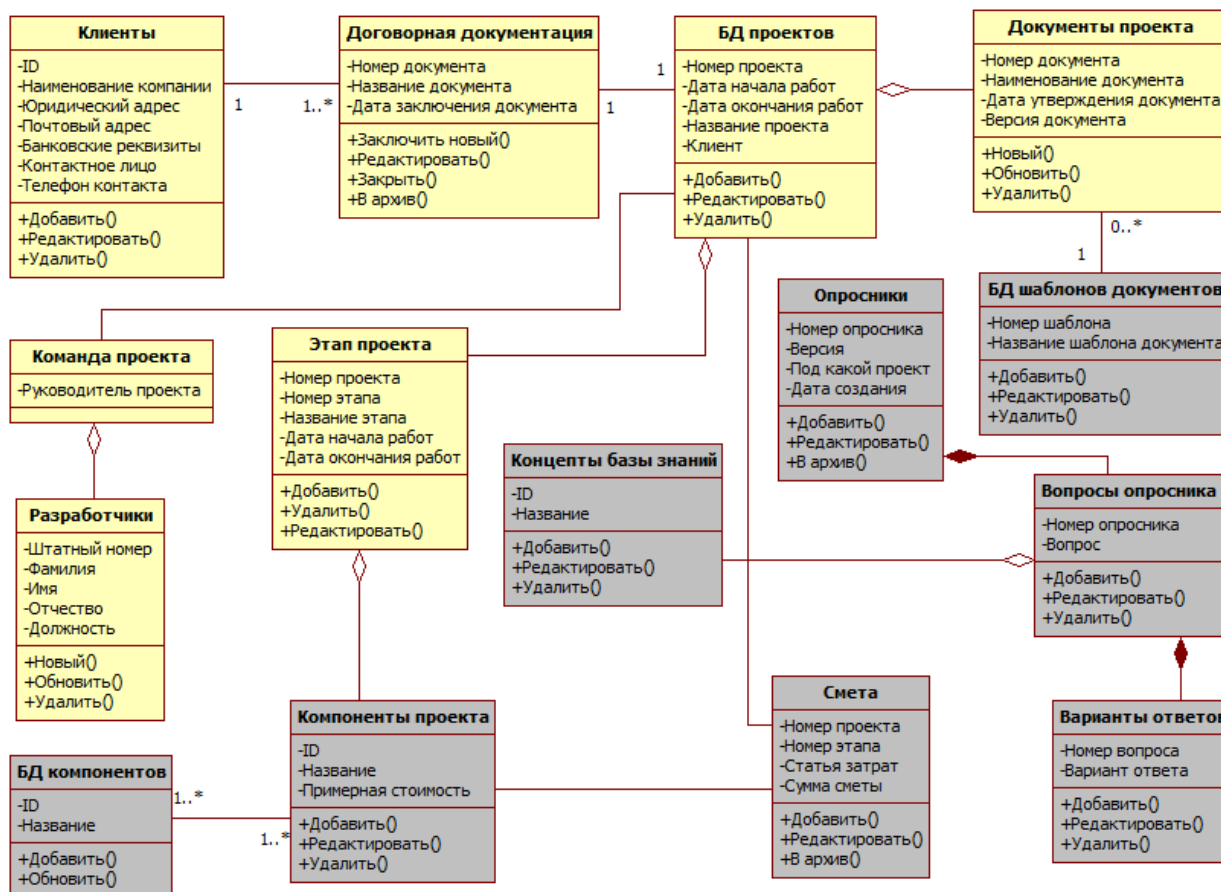 Клиенты
-ID
-Наименование компании
-Юридический адрес
-Почтовый адрес
-Банковские реквизиты
-Контактное лицо
-Телефон контакта
+Добавить()
+Редактировать()
+Удалить()
1
1..*
Договорная документация
-Номер документа
-Название документа
-Дата заключения документа
+Заключить новый()
+Редактировать()
+Закрыть()
+В архив()
1
1
БД проектов
-Номер проекта
-Дата начала работ
-Дата окончания работ
-Название проекта
-Клиент
+Добавить()
+Редактировать()
+Удалить()
Документы проекта
-Номер документа
-Наименование документа
-Дата утверждения документа
-Версия документа
+Новый()
+Обновить()
+Удалить()
0..*
1
БД шаблонов документов
-Номер шаблона
-Название шаблона документа
+Добавить()
+Редактировать()
+Удалить()
Опросники
-Номер опросника
-Версия
-Под какой проект
-Дата создания
+Добавить()
+Редактировать()
+В архив()
Команда проекта
-Руководитель проекта
Этап проекта
-Номер проекта
-Номер этапа
-Название этапа
-Дата начала работ
-Дата окончания работ
+Добавить()
+Удалить()
+Редактировать()
Концепты базы знаний
-ID
-Название
+Добавить()
+Редактировать()
+Удалить()
Вопросы опросника
-Номер опросника
-Вопрос
+Добавить()
+Редактировать()
+Удалить()
Разработчики
-Штатный номер
-Фамилия
-Имя
-Отчество
-Должность
+Новый()
+Обновить()
+Удалить()
Компоненты проекта
-ID
-Название
-Примерная стоимость
+Добавить()
+Редактировать()
+Удалить()
Смета
-Номер проекта
-Номер этапа
-Статья затрат
-Сумма сметы
+Добавить()
+Редактировать()
+В архив()
Варианты ответов
-Номер вопроса
-Вариант ответа
+Добавить()
+Редактировать()
+Удалить()
БД компонентов
-ID
-Название
+Добавить()
+Обновить()
1..*
1..*